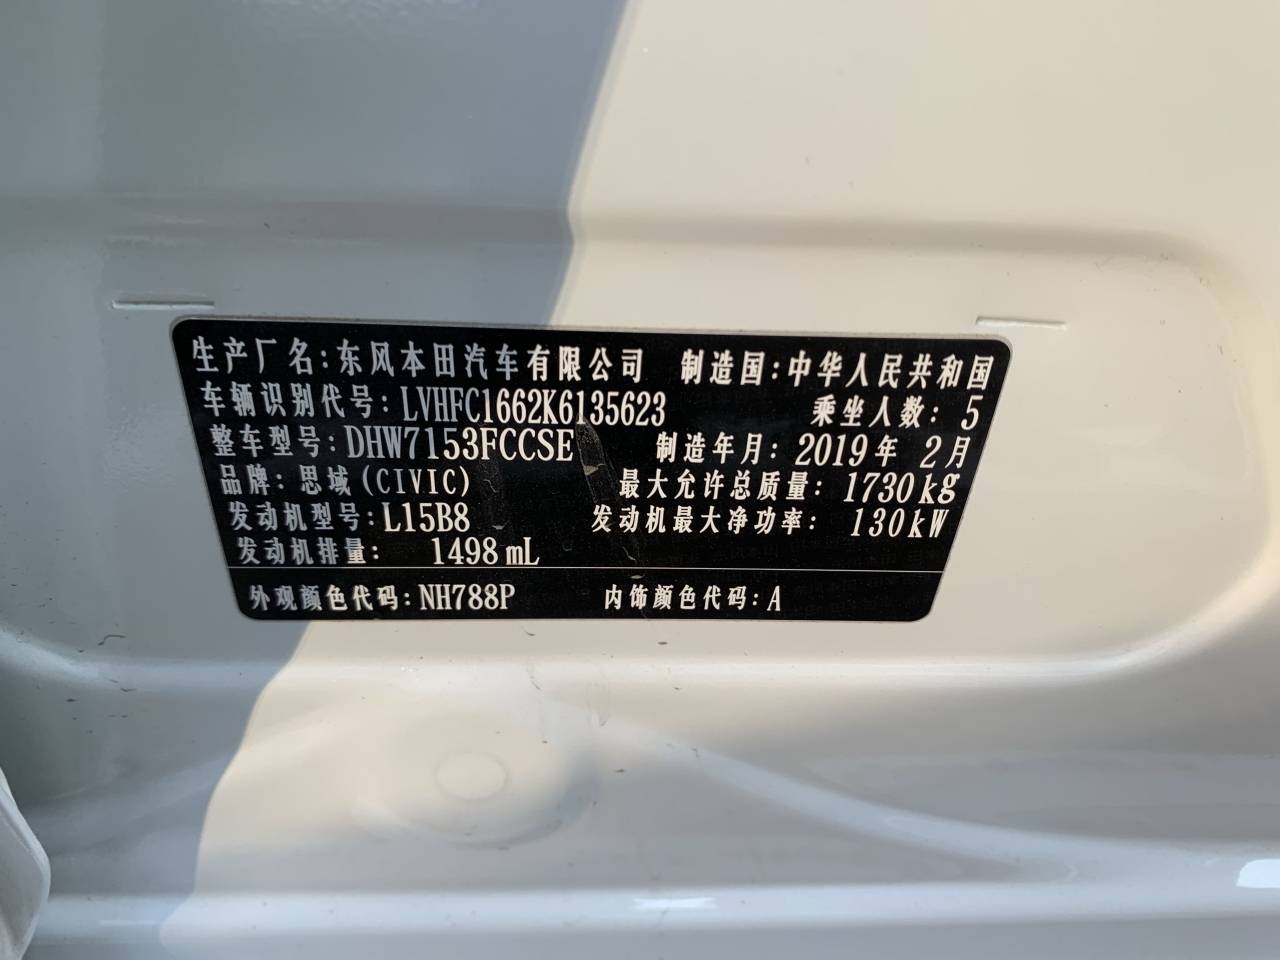 生产厂名:东风本田汽车有限公司 制造国:中华人民共和国
车辆识别代号:LVHFC1662K6135623 乘坐人数:5
整车型号:DHW7153FCCSE 制造年月:2019年2月
品牌:思域(CIVIC) 最大允许总质量:1730kg
发动机型号:L15B8 发动机最大净功率:130kW
发动机排量:1498mL
外观颜色代码:NH788P 内饰颜色代码:A